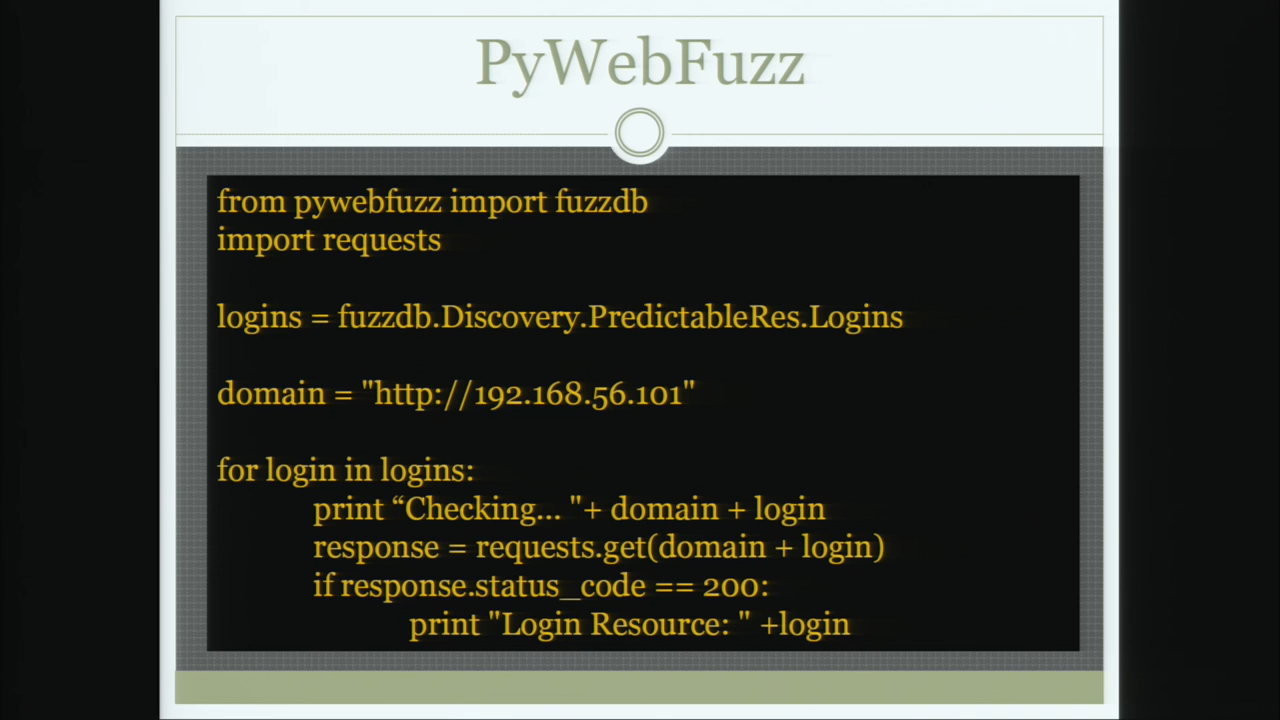 PyWebFuzz
from pywebfuzz import fuzzdb
import requests
logins = fuzzdb.Discovery.PredictableRes.Logins
domain = "http://192.168.56.101"
for login in logins:
print “Checking... "+ domain + login
response = requests.get(domain + login)
if response.status_code == 200:
print "Login Resource: " +login